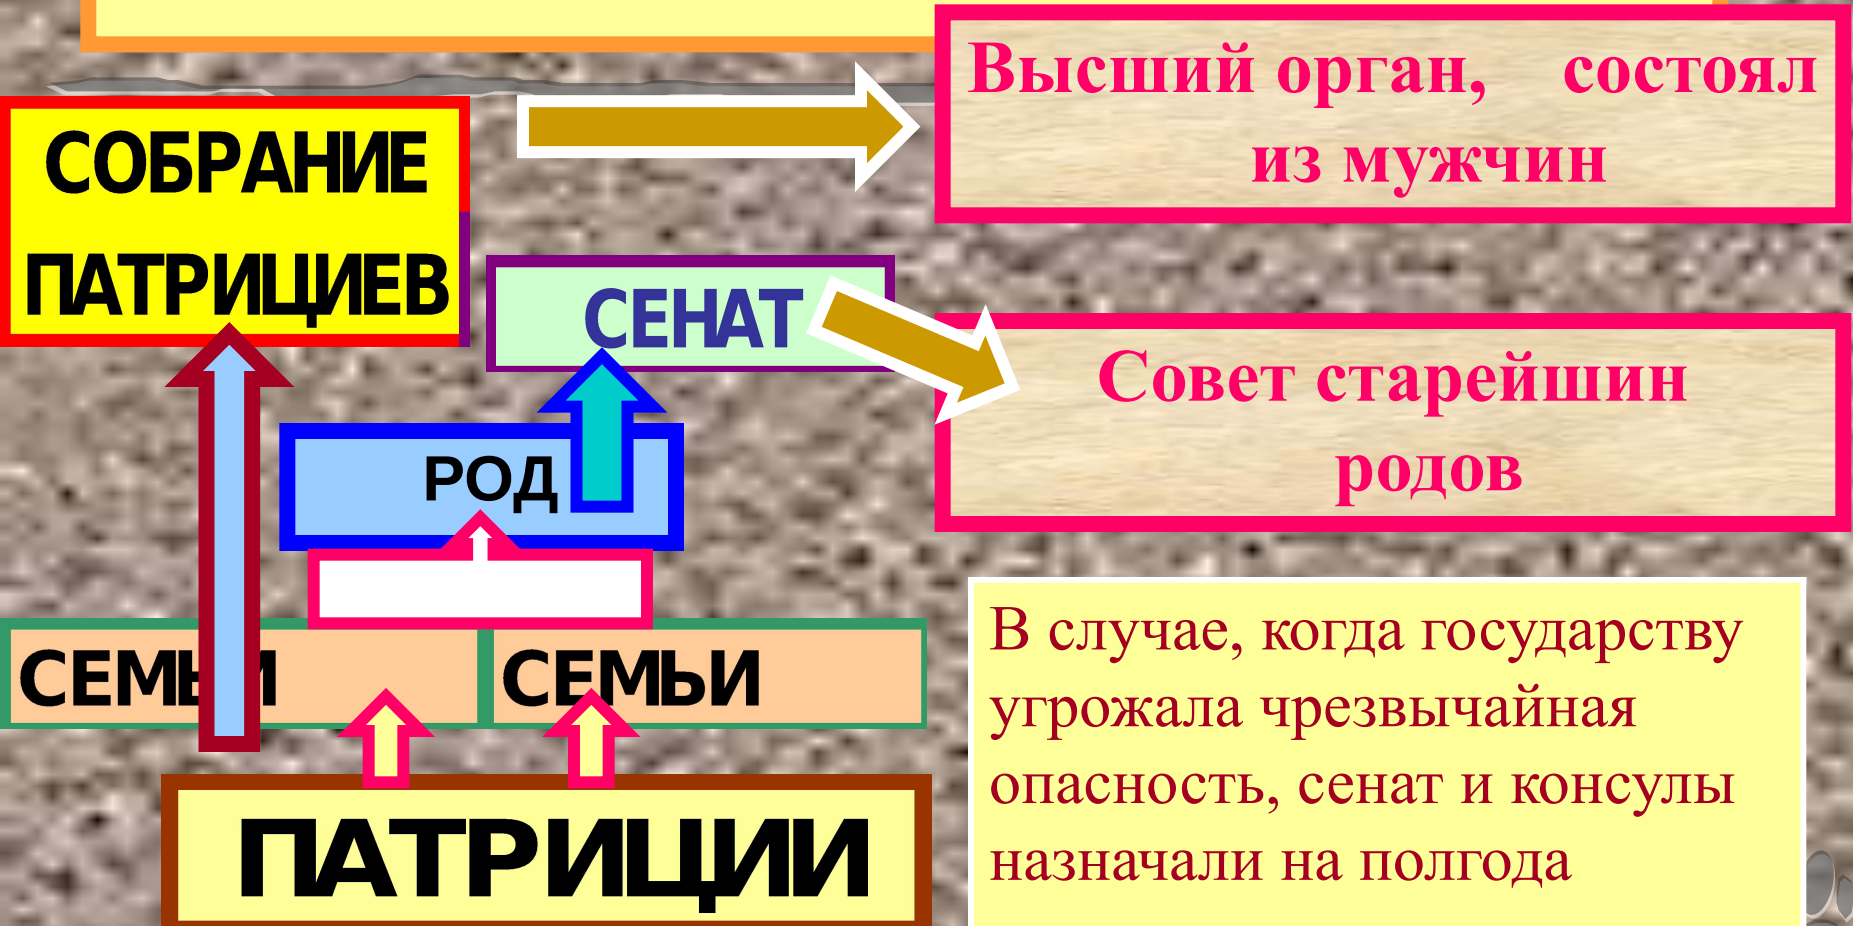 Высший орган, состоял
из мужчин
СОБРАНИЕ
ПАТРИЦИЕВ
СЕНАТ
Совет старейшин
родов
РОД
СЕМЬИ
СЕМЬИ
ПАТРИЦИИ
В случае, когда государству
угрожала чрезвычайная
опасность, сенат и консулы
назначали на полгода